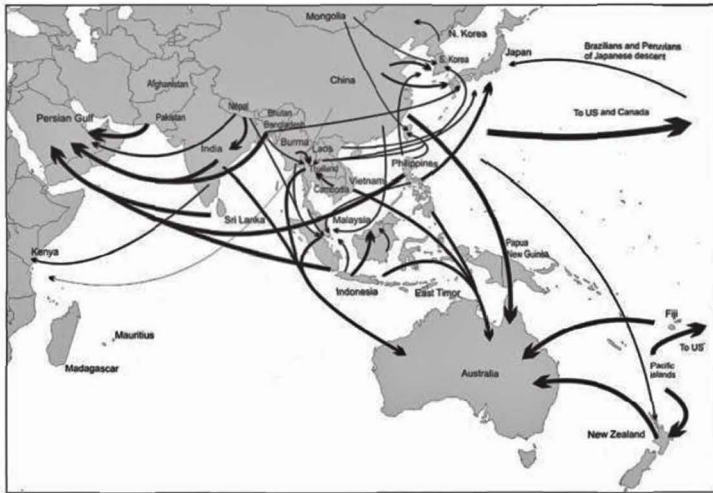 Mongolia
N. Korea
Japan
S. Korea
Brazilians and Peruvians
of Japanese descent
China
Afghanistan
Persian Gulf
Pakistan
Nepal
Bhutan
Bangladesh
To US and Canada
India
Burma
Laos
Thailand
Cambodia
Vietnam
Philippines
Sri Lanka
Malaysia
Kenya
Papua
New Guinea
Indonesia
East Timor
Fiji
Mauritius
To US
Madagascar
Australia
Pacific
islands
New Zealand